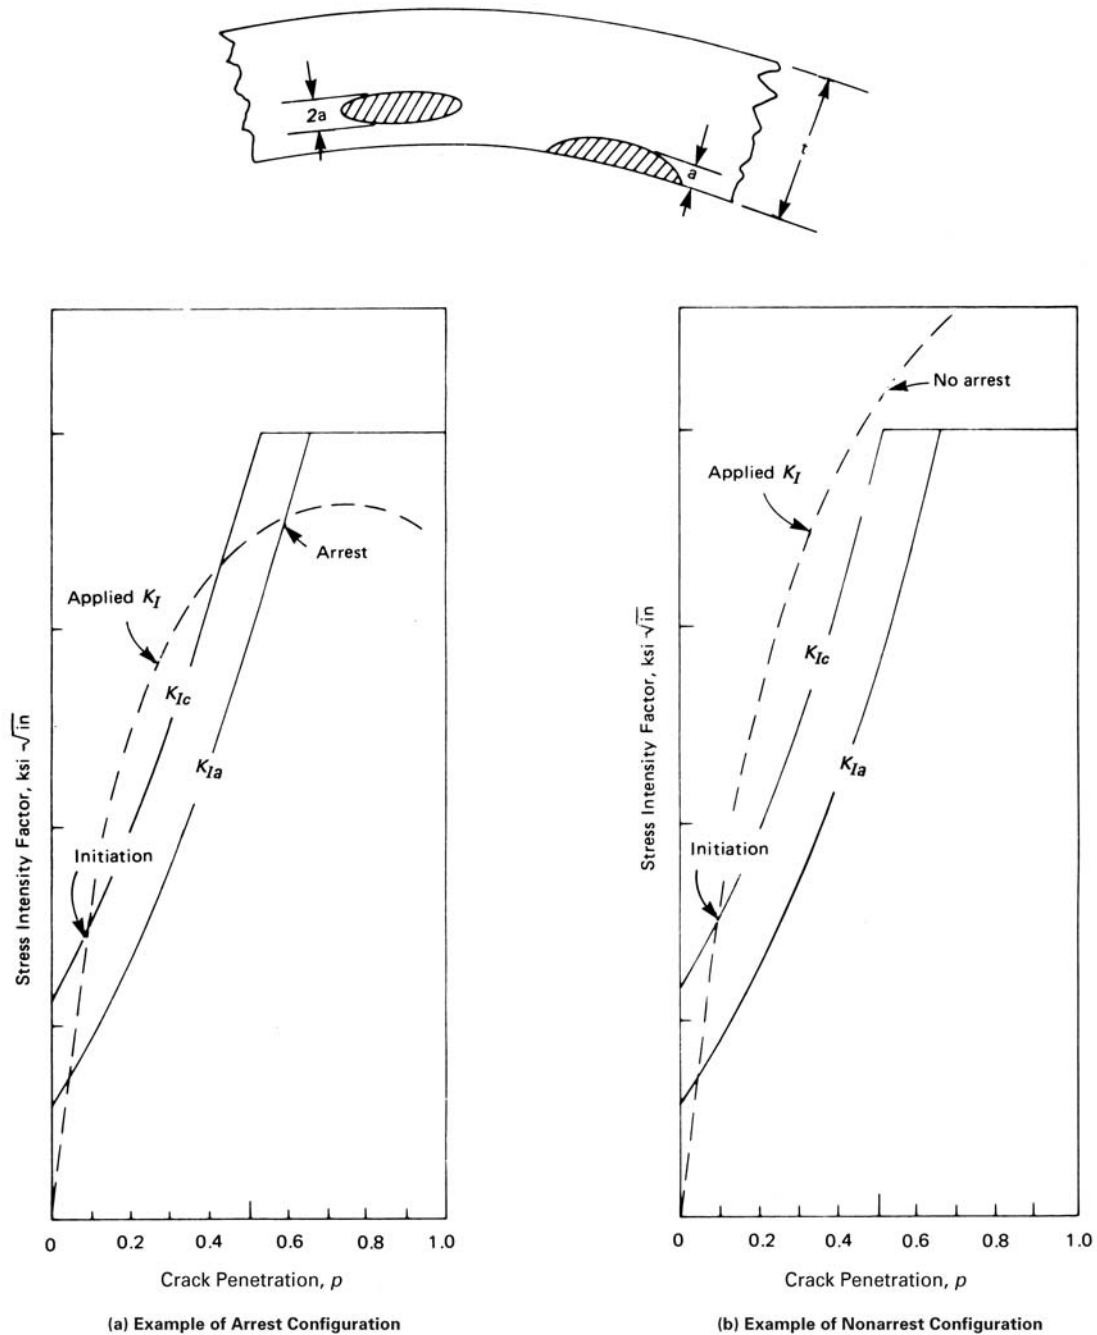 2a
a
t
Stress Intensity Factor, ksi -√in
Applied K_I
K_Ic
K_Ia
Initiation
Arrest
0 0.2 0.4 0.6 0.8 1.0
Crack Penetration, p
(a) Example of Arrest Configuration
Stress Intensity Factor, ksi -√in
No arrest
Applied K_I
K_Ic
K_Ia
Initiation
0 0.2 0.4 0.6 0.8 1.0
Crack Penetration, p
(b) Example of Nonarrest Configuration